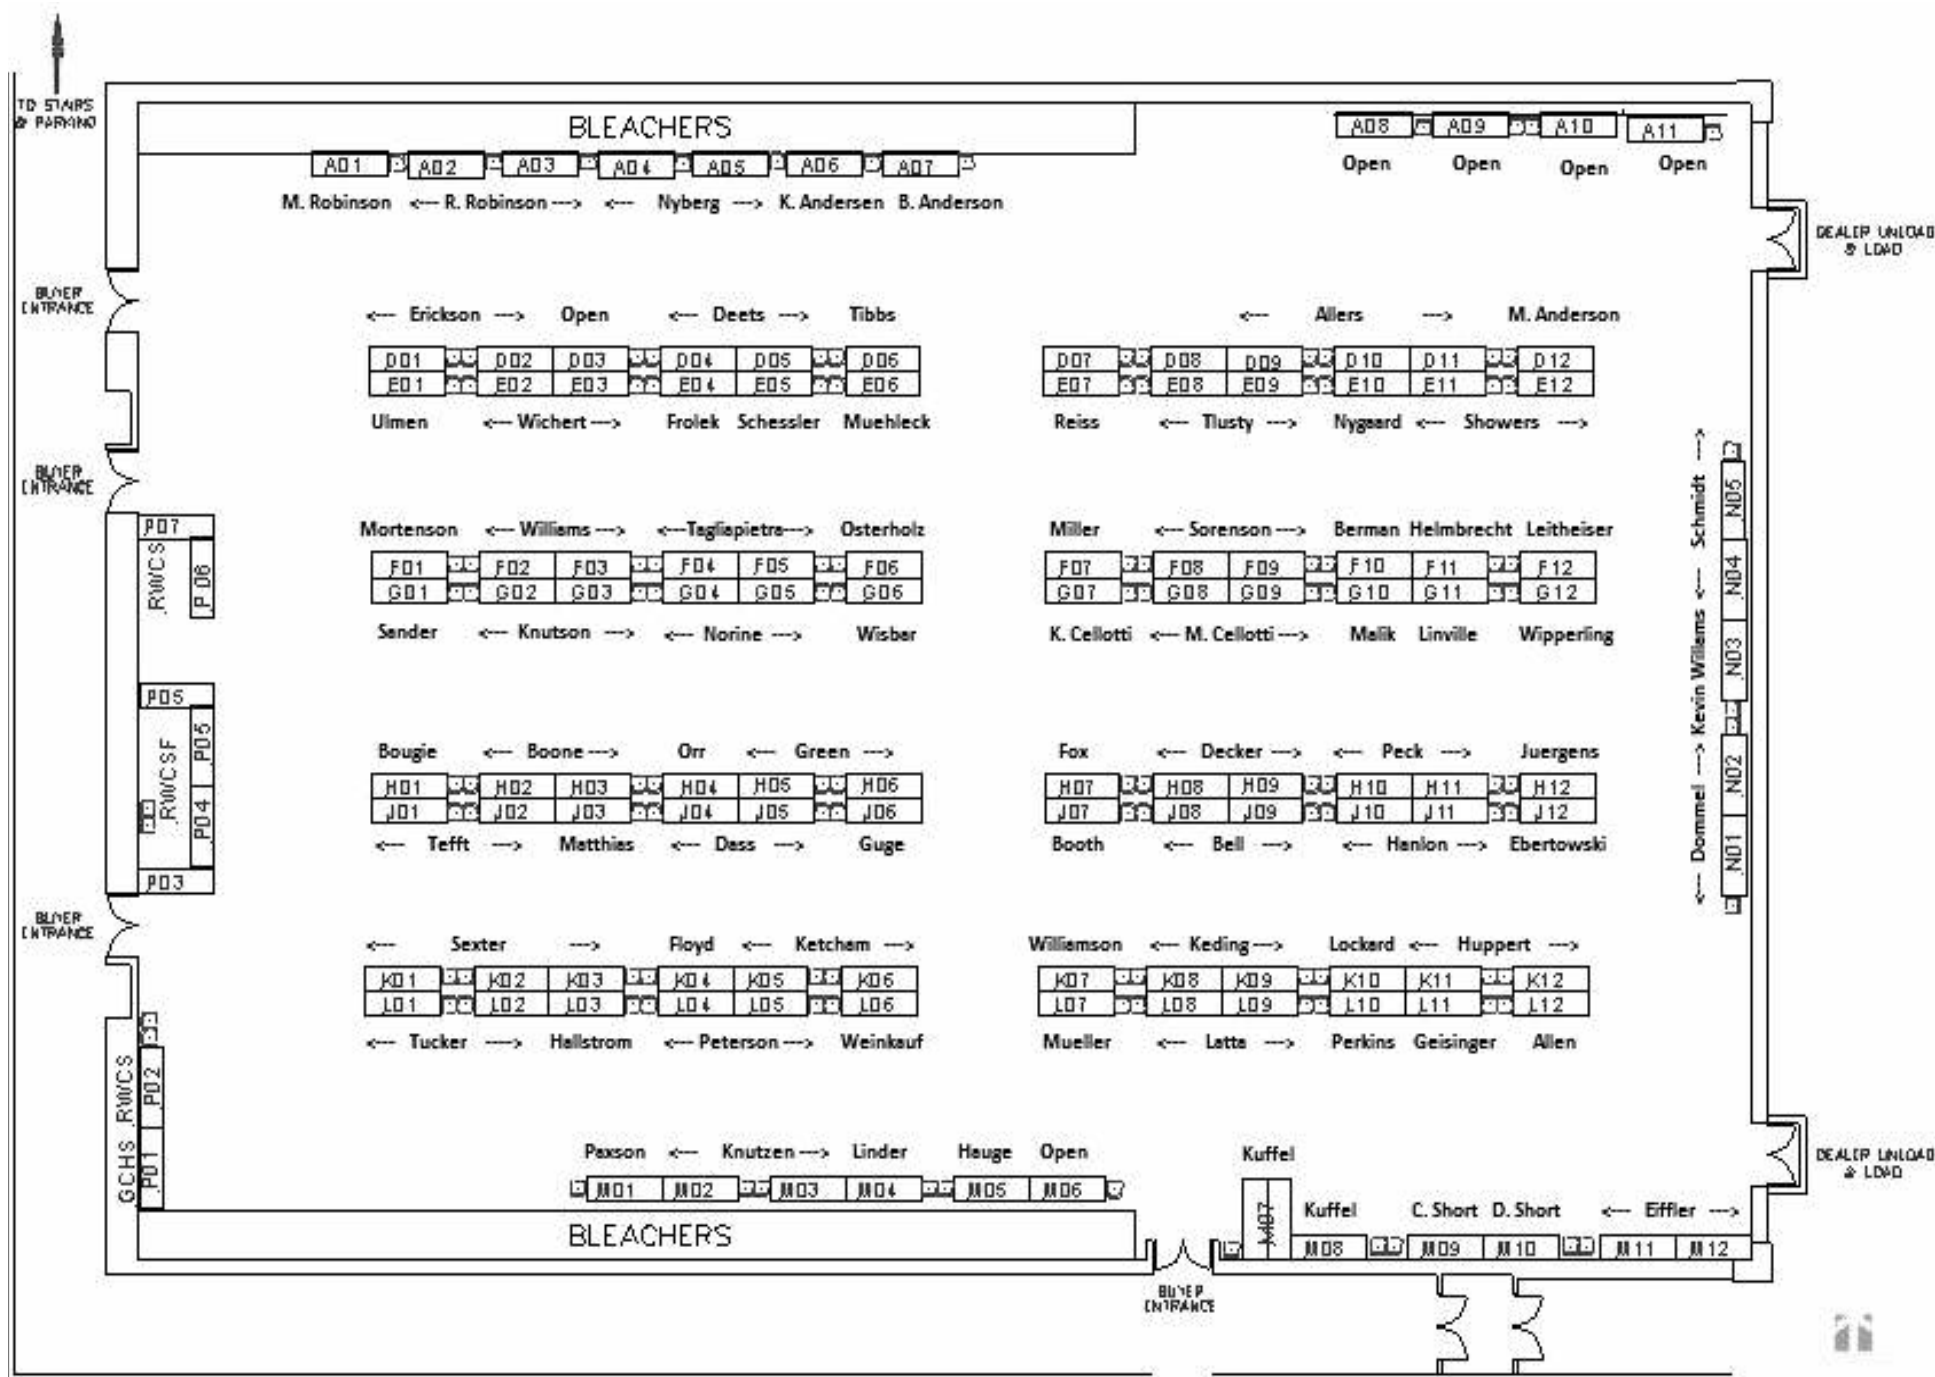 TO STAIRS
& PARKING
BLEACHERS
A01 A02 A03 A04 A05 A06 A07
M. Robinson <--- R. Robinson ---> <--- Nyberg ---> K. Andersen B. Anderson
A08 A09 A10 A11
Open Open Open Open
DEALER UNLOAD
& LOAD
BUYER
ENTRANCE
<--- Erickson ---> Open <--- Deets ---> Tibbs
D01 D02 D03 D04 D05 D06
E01 E02 E03 E04 E05 E06
Ulmen <--- Wichert ---> Frolek Schessler Muehleck
<--- Allers ---> M. Anderson
D07 D08 D09 D10 D11 D12
E07 E08 E09 E10 E11 E12
Reiss <--- Tlusty ---> Nygaard <--- Showers --->
BUYER
ENTRANCE
P07
RWCS
P06
Mortenson <--- Williams ---> <---Tagliapietra---> Osterholz
F01 F02 F03 F04 F05 F06
G01 G02 G03 G04 G05 G06
Sander <--- Knutson ---> <--- Norine ---> Wisbar
Miller <--- Sorenson ---> Berman Helmbrecht Leitheiser
F07 F08 F09 F10 F11 F12
G07 G08 G09 G10 G11 G12
K. Cellotti <--- M. Cellotti ---> Malik Linville Wipperling
<--- Dommel ---> Kevin Williams <--- Schmidt --->
N01 N02 N03 N04 N05
P05
RWCSF
P04 P05
P03
Bougie <--- Boone ---> Orr <--- Green --->
H01 H02 H03 H04 H05 H06
J01 J02 J03 J04 J05 J06
<--- Tefft ---> Matthias <--- Dass ---> Guge
Fox <--- Decker ---> <--- Peck ---> Juergens
H07 H08 H09 H10 H11 H12
J07 J08 J09 J10 J11 J12
Booth <--- Bell ---> <--- Hanlon ---> Ebertowski
BUYER
ENTRANCE
<--- Sexter ---> Floyd <--- Ketcham --->
K01 K02 K03 K04 K05 K06
L01 L02 L03 L04 L05 L06
<--- Tucker ---> Hallstrom <--- Peterson ---> Weinkauf
Williamson <--- Keding ---> Lockard <--- Huppert --->
K07 K08 K09 K10 K11 K12
L07 L08 L09 L10 L11 L12
Mueller <--- Latta ---> Perkins Geisinger Allen
GCHS RWCS
P01 P02
Paxson <--- Knutzen ---> Linder Hauge Open
M01 M02 M03 M04 M05 M06
BLEACHERS
Kuffel
M07
Kuffel C. Short D. Short <--- Eiffler --->
M08 M09 M10 M11 M12
DEALER UNLOAD
& LOAD
BUYER
ENTRANCE